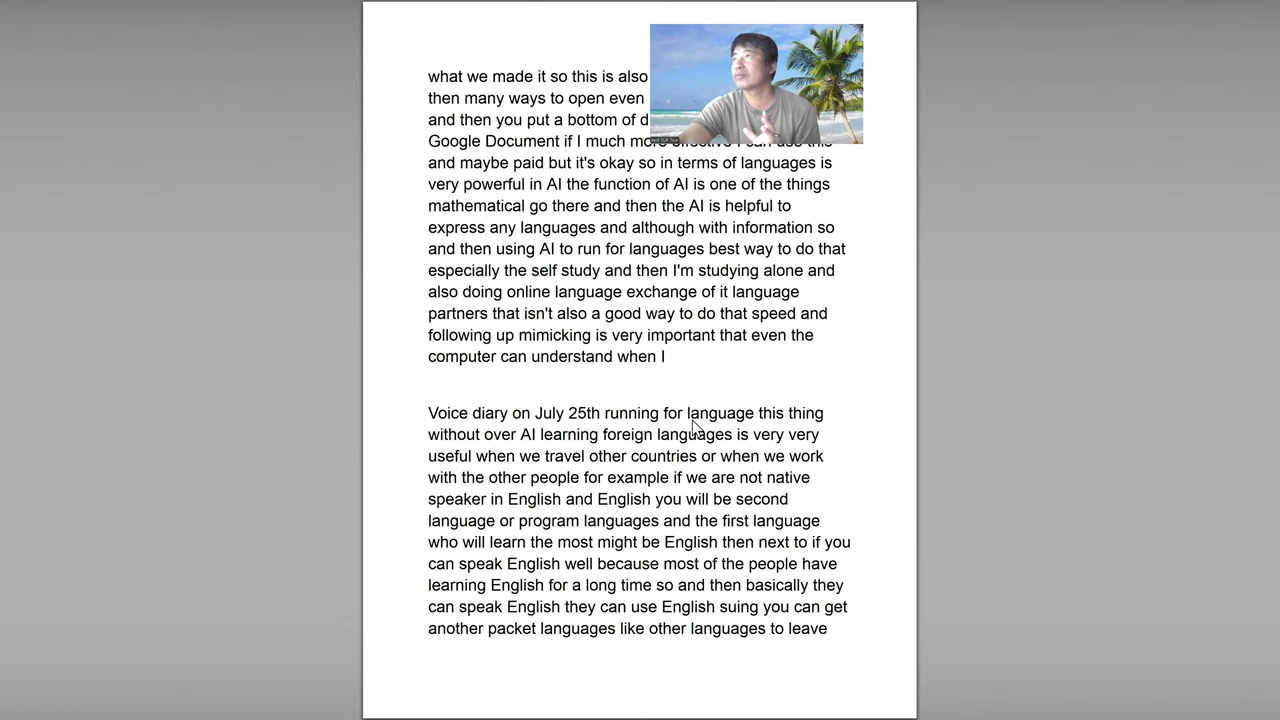 what we made it so this is also
then many ways to open even
and then you put a bottom of d
Google Document if I much more effective I can use this
and maybe paid but it's okay so in terms of languages is
very powerful in AI the function of AI is one of the things
mathematical go there and then the AI is helpful to
express any languages and although with information so
and then using AI to run for languages best way to do that
especially the self study and then I'm studying alone and
also doing online language exchange of it language
partners that isn't also a good way to do that speed and
following up mimicking is very important that even the
computer can understand when I
Voice diary on July 25th running for language this thing
without over AI learning foreign languages is very very
useful when we travel other countries or when we work
with the other people for example if we are not native
speaker in English and English you will be second
language or program languages and the first language
who will learn the most might be English then next to if you
can speak English well because most of the people have
learning English for a long time so and then basically they
can speak English they can use English suing you can get
another packet languages like other languages to leave